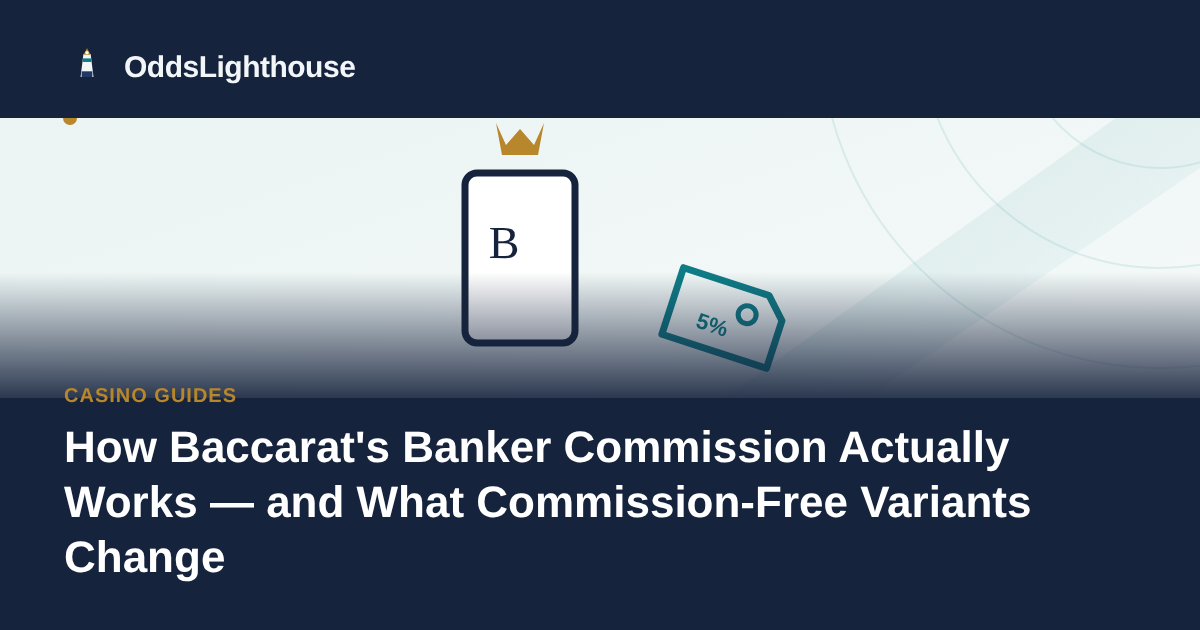 OddsLighthouse
B
5%
CASINO GUIDES
How Baccarat's Banker Commission Actually
Works — and What Commission-Free Variants
Change